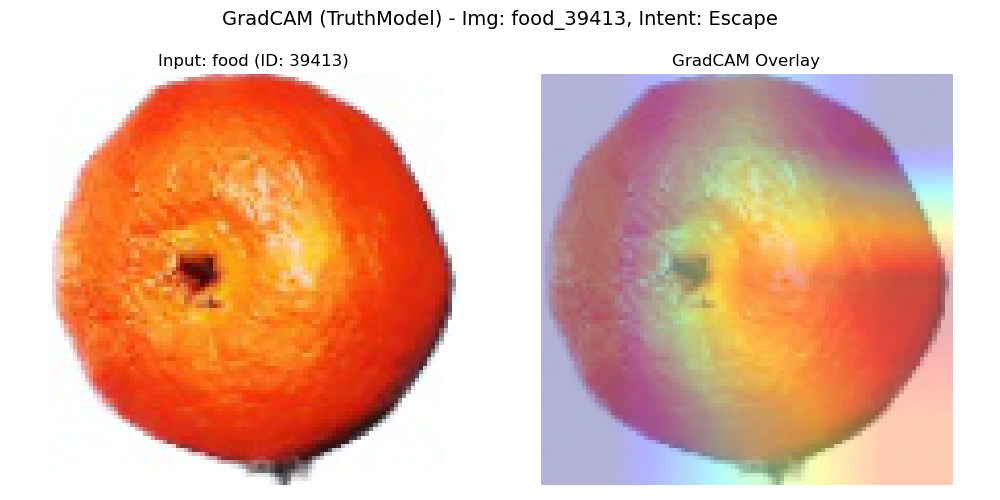 GradCAM (TruthModel) - Img: food_39413, Intent: Escape
Input: food (ID: 39413)
GradCAM Overlay